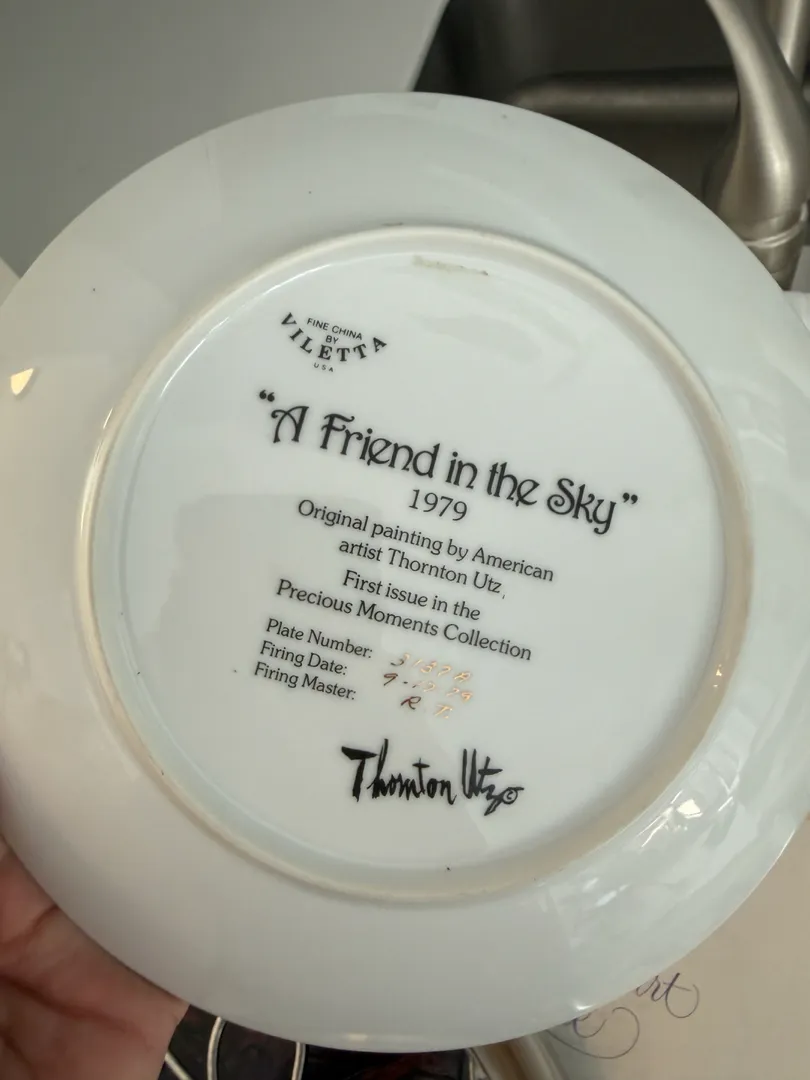 FINE CHINA
BY
VILETTA
USA
“A Friend in the Sky”
1979
Original painting by American
artist Thornton Utz
First issue in the
Precious Moments Collection
Plate Number: 5187A
Firing Date:
Firing Master: R T.
Thornton Utz ©